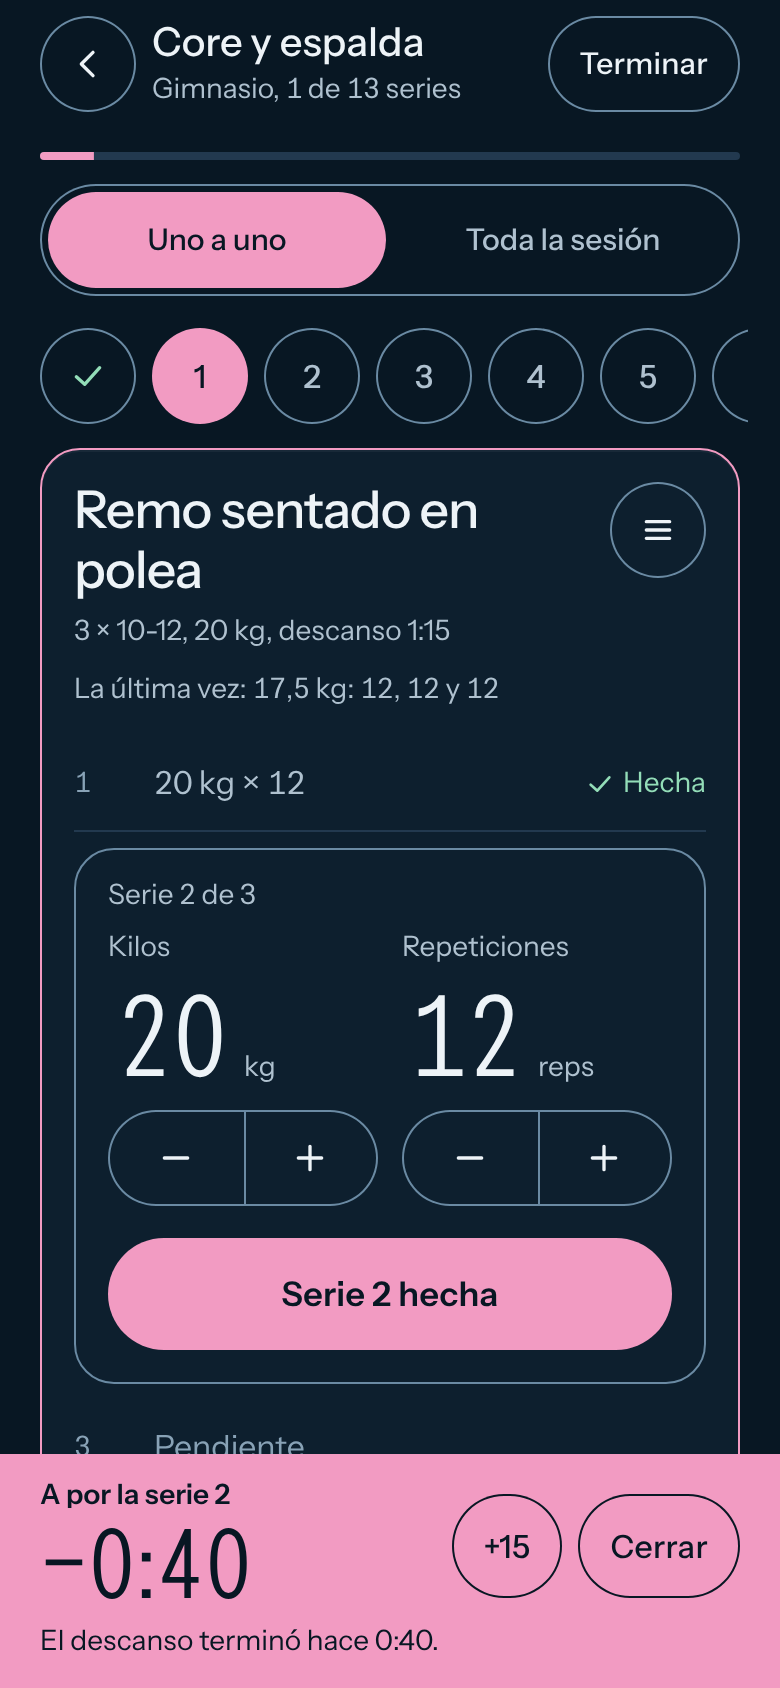 Core y espalda
Gimnasio, 1 de 13 series
Terminar
Uno a uno
Toda la sesión
1
2
3
4
5
Remo sentado en
polea
3 × 10–12, 20 kg, descanso 1:15
La última vez: 17,5 kg: 12, 12 y 12
1 20 kg × 12 Hecha
Serie 2 de 3
Kilos
Repeticiones
20 kg
12 reps
− +
− +
Serie 2 hecha
3 Pendiente
A por la serie 2
−0:40
+15
Cerrar
El descanso terminó hace 0:40.